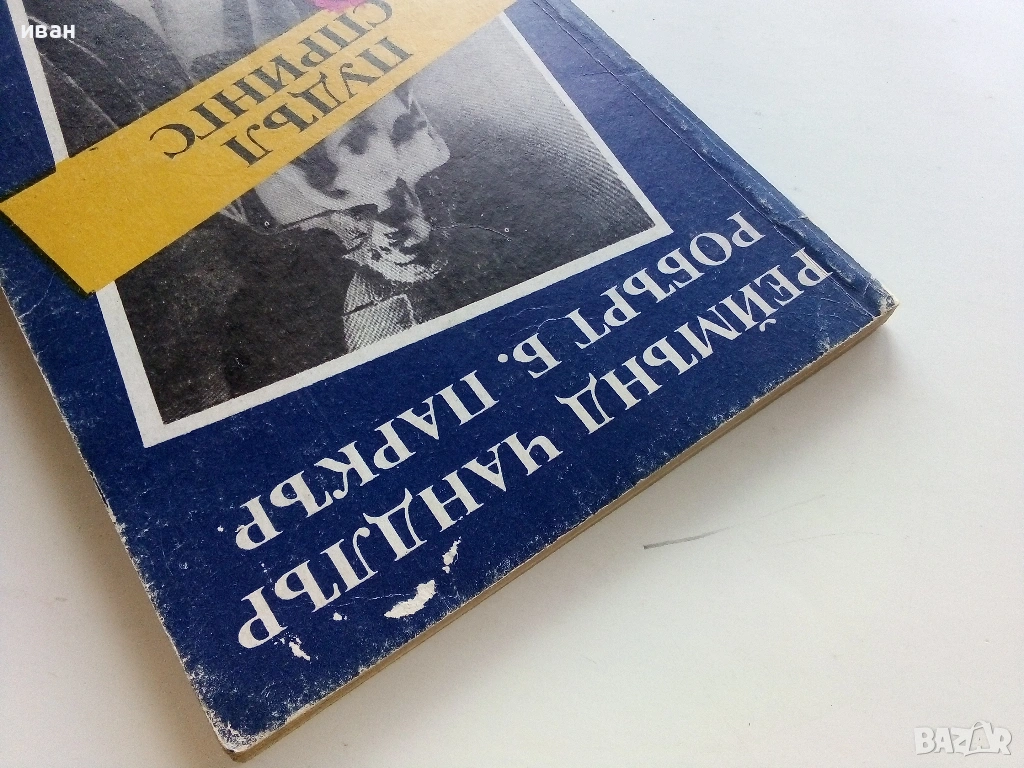 РЕЙМЪНД ЧАНДЛЪР
РОБЪРТ Б. ПАРКЪР
ПУДЪЛ
СПРИНГС
иван
BAZAR